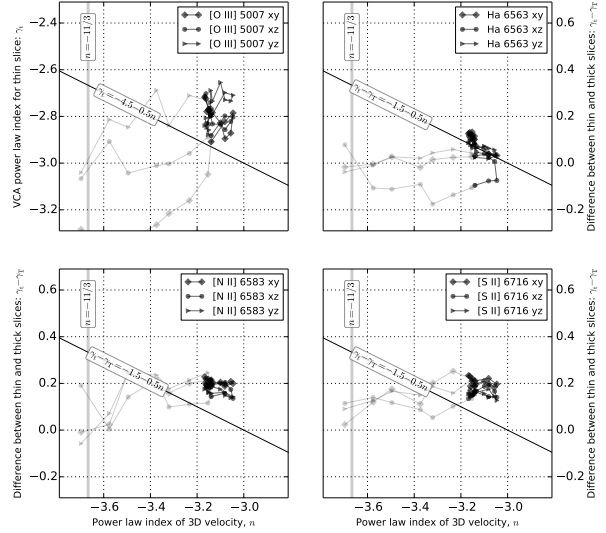 VCA power law index for thin slice: γt
−2.4
−2.6
−2.8
−3.0
−3.2
n = −11/3
γt = −4.5−0.5n
[O III] 5007 xy
[O III] 5007 xz
[O III] 5007 yz
n = −11/3
γt−γT = −1.5−0.5n
Ha 6563 xy
Ha 6563 xz
Ha 6563 yz
0.6
0.4
0.2
0.0
−0.2
Difference between thin and thick slices: γt−γT
Difference between thin and thick slices: γt−γT
0.6
0.4
0.2
0.0
−0.2
n = −11/3
γt−γT = −1.5−0.5n
[N II] 6583 xy
[N II] 6583 xz
[N II] 6583 yz
−3.6
−3.4
−3.2
−3.0
Power law index of 3D velocity, n
n = −11/3
γt−γT = −1.5−0.5n
[S II] 6716 xy
[S II] 6716 xz
[S II] 6716 yz
0.6
0.4
0.2
0.0
−0.2
Difference between thin and thick slices: γt−γT
−3.6
−3.4
−3.2
−3.0
Power law index of 3D velocity, n